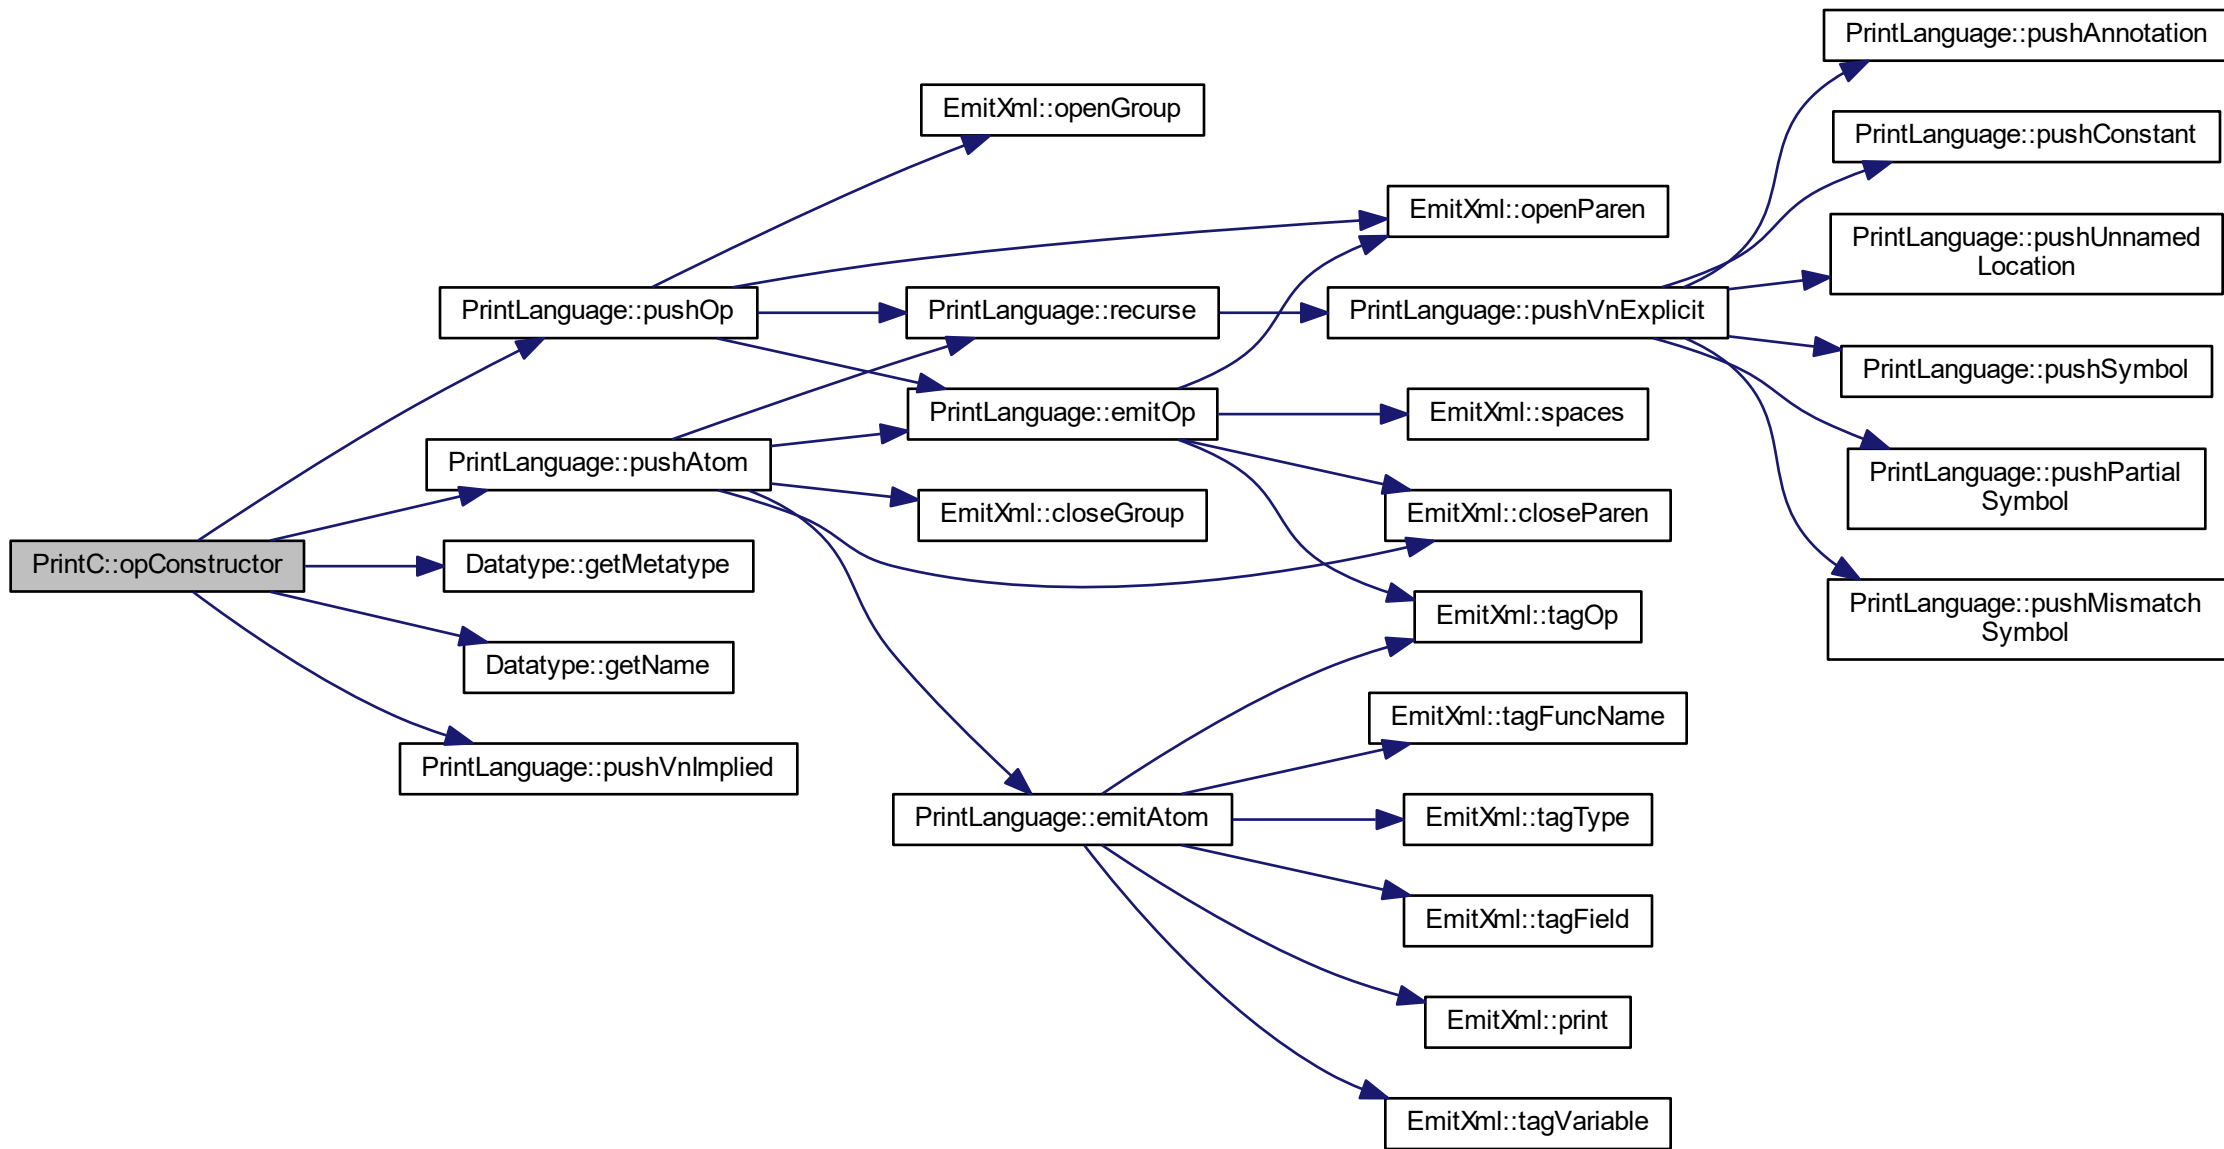 PrintLanguage::pushAnnotation
EmitXml::openGroup
PrintLanguage::pushConstant
EmitXml::openParen
PrintLanguage::pushUnnamed
Location
PrintLanguage::pushOp
PrintLanguage::recurse
PrintLanguage::pushVnExplicit
PrintLanguage::pushSymbol
PrintLanguage::emitOp
EmitXml::spaces
PrintLanguage::pushAtom
PrintLanguage::pushPartial
Symbol
EmitXml::closeGroup
EmitXml::closeParen
PrintC::opConstructor
Datatype::getMetatype
EmitXml::tagOp
PrintLanguage::pushMismatch
Symbol
Datatype::getName
EmitXml::tagFuncName
PrintLanguage::pushVnImplied
PrintLanguage::emitAtom
EmitXml::tagType
EmitXml::tagField
EmitXml::print
EmitXml::tagVariable